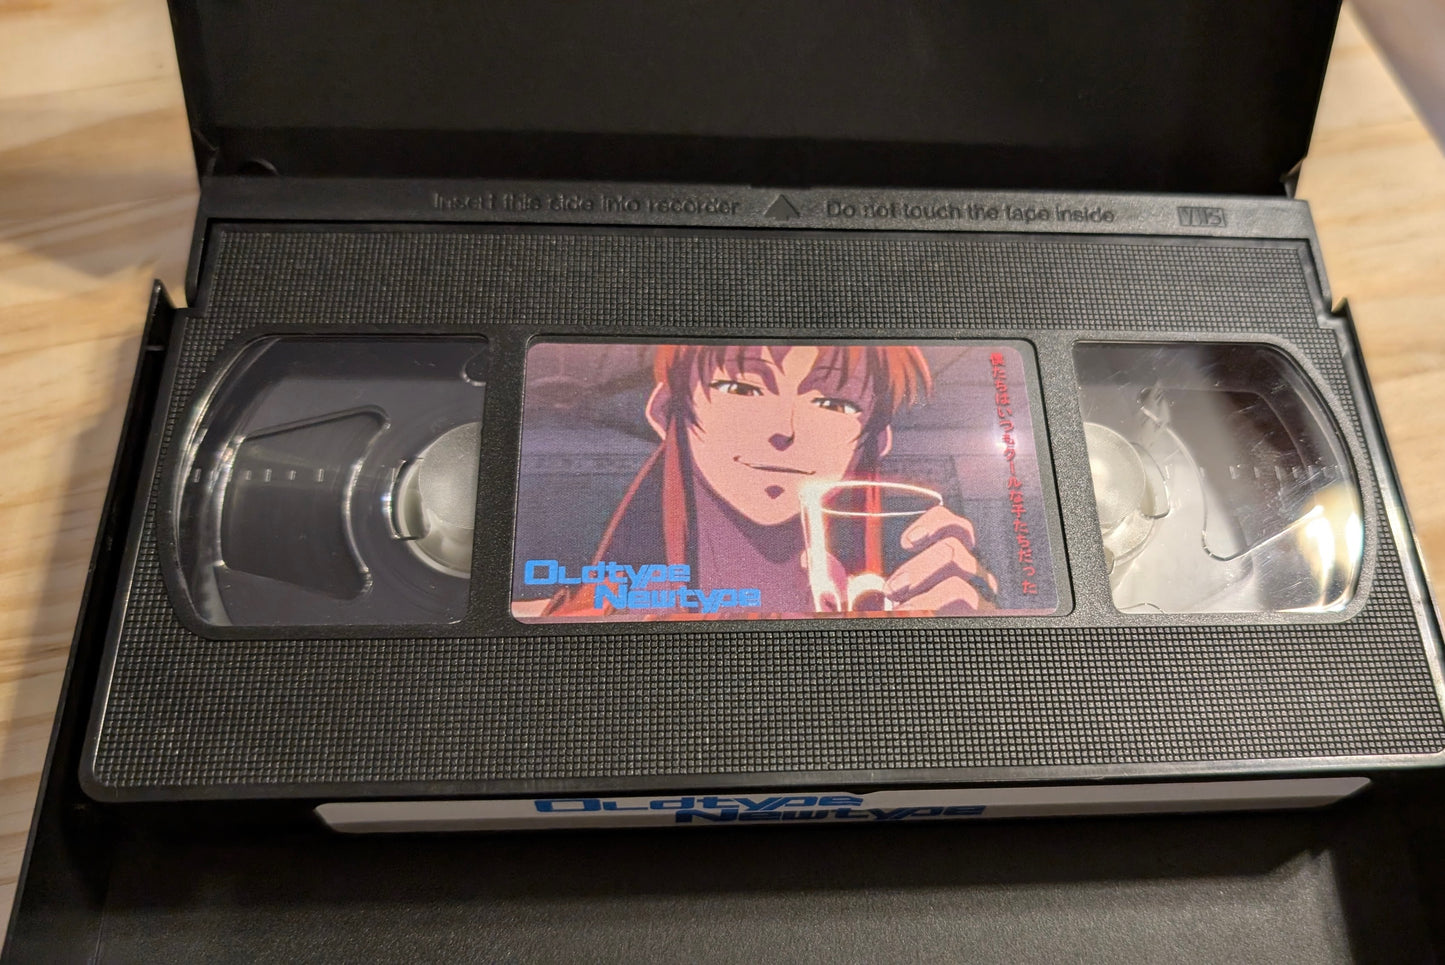 Insert this side into recorder ▲ Do not touch the tape inside VHS
僕たちはいつもクールな子たちだった
Oldtype
Newtype
Oldtype
Newtype